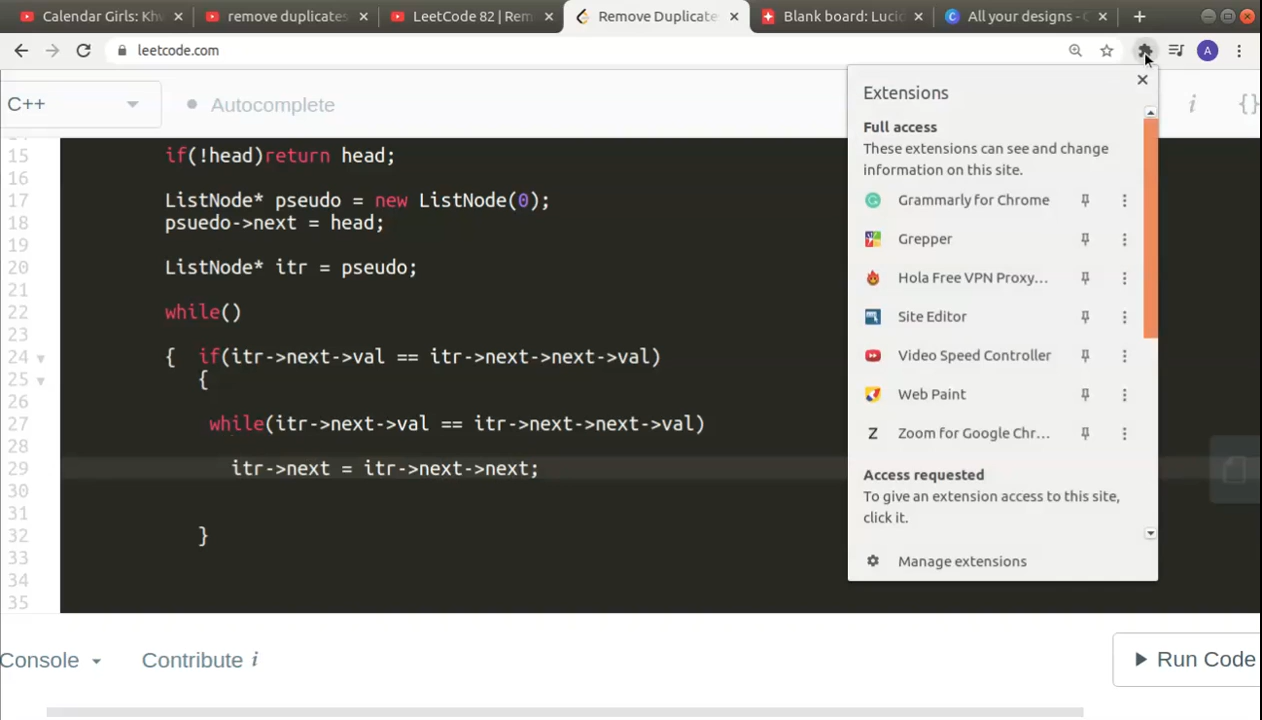 Calendar Girls: Kh
remove duplicates
LeetCode 82 | Rem
Remove Duplicate
Blank board: Lucid
All your designs - C
leetcode.com
A
C++
Autocomplete
i
{}
15 if(!head)return head;
16
17 ListNode* pseudo = new ListNode(0);
18 psuedo->next = head;
19
20 ListNode* itr = pseudo;
21
22 while()
23
24 { if(itr->next->val == itr->next->next->val)
25 {
26
27 while(itr->next->val == itr->next->next->val)
28
29 itr->next = itr->next->next;
30
31
32 }
33
34
35
Extensions
Full access
These extensions can see and change
information on this site.
Grammarly for Chrome
Grepper
Hola Free VPN Proxy...
Site Editor
Video Speed Controller
Web Paint
Z Zoom for Google Chr...
Access requested
To give an extension access to this site,
click it.
Manage extensions
Console
Contribute i
Run Code